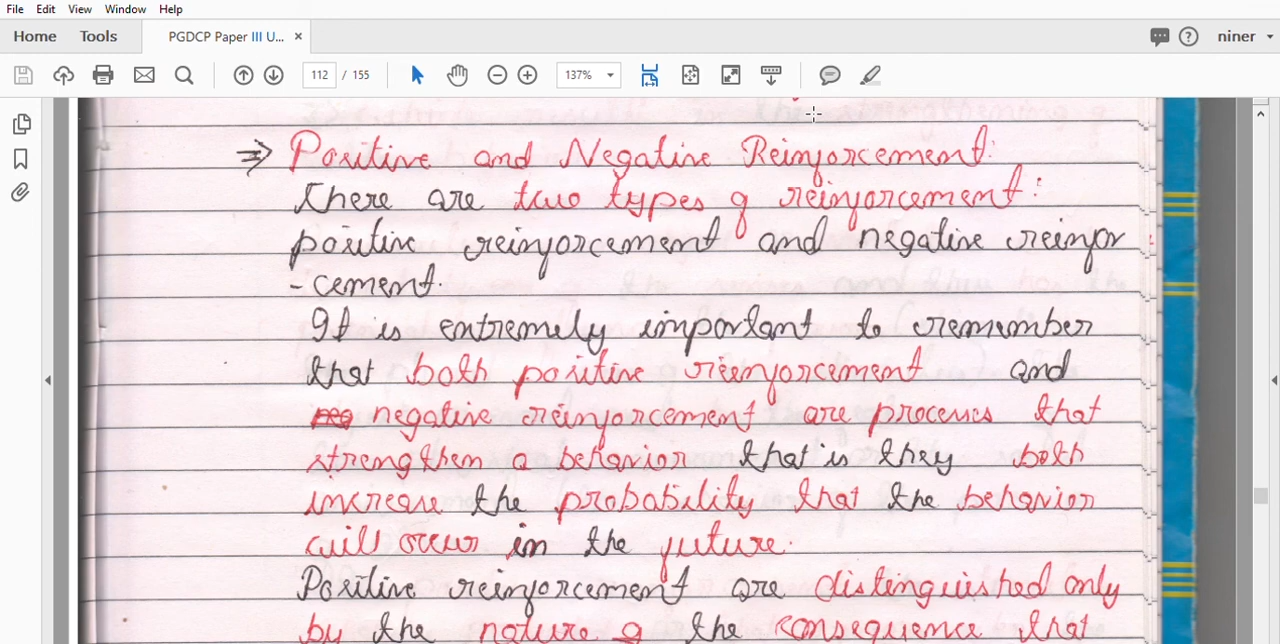 File Edit View Window Help
Home Tools PGDCP Paper III U... × niner
112 / 155 137%
⇒ Positive and Negative Reinforcement:
There are two types of reinforcement:
positive reinforcement and negative reinfor
-cement.
It is extremely important to remember
that both positive reinforcement and
negative reinforcement are processes that
strengthen a behavior that is they both
increase the probability that the behavior
will occur in the future.
Positive reinforcement are distinguished only
by the nature of the consequence that